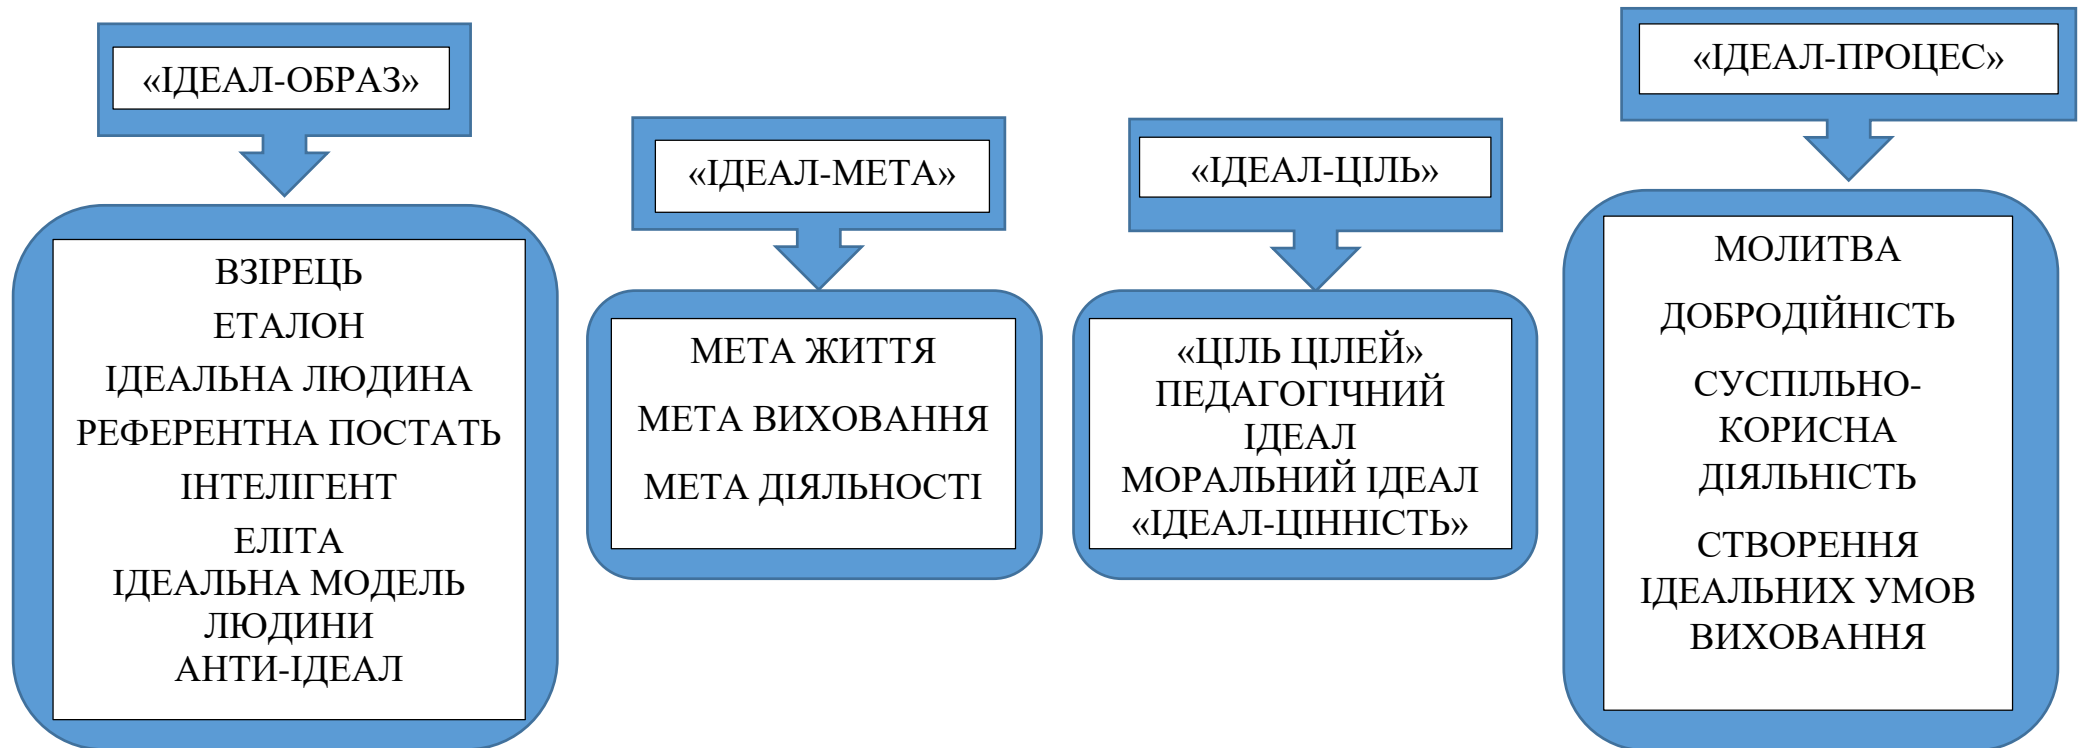 «ІДЕАЛ-ОБРАЗ»
ВЗІРЕЦЬ
ЕТАЛОН
ІДЕАЛЬНА ЛЮДИНА
РЕФЕРЕНТНА ПОСТАТЬ
ІНТЕЛІГЕНТ
ЕЛІТА
ІДЕАЛЬНА МОДЕЛЬ
ЛЮДИНИ
АНТИ-ІДЕАЛ
«ІДЕАЛ-МЕТА»
МЕТА ЖИТТЯ
МЕТА ВИХОВАННЯ
МЕТА ДІЯЛЬНОСТІ
«ІДЕАЛ-ЦІЛЬ»
«ЦІЛЬ ЦІЛЕЙ»
ПЕДАГОГІЧНИЙ
ІДЕАЛ
МОРАЛЬНИЙ ІДЕАЛ
«ІДЕАЛ-ЦІННІСТЬ»
«ІДЕАЛ-ПРОЦЕС»
МОЛИТВА
ДОБРОДІЙНІСТЬ
СУСПІЛЬНО-
КОРИСНА
ДІЯЛЬНІСТЬ
СТВОРЕННЯ
ІДЕАЛЬНИХ УМОВ
ВИХОВАННЯ